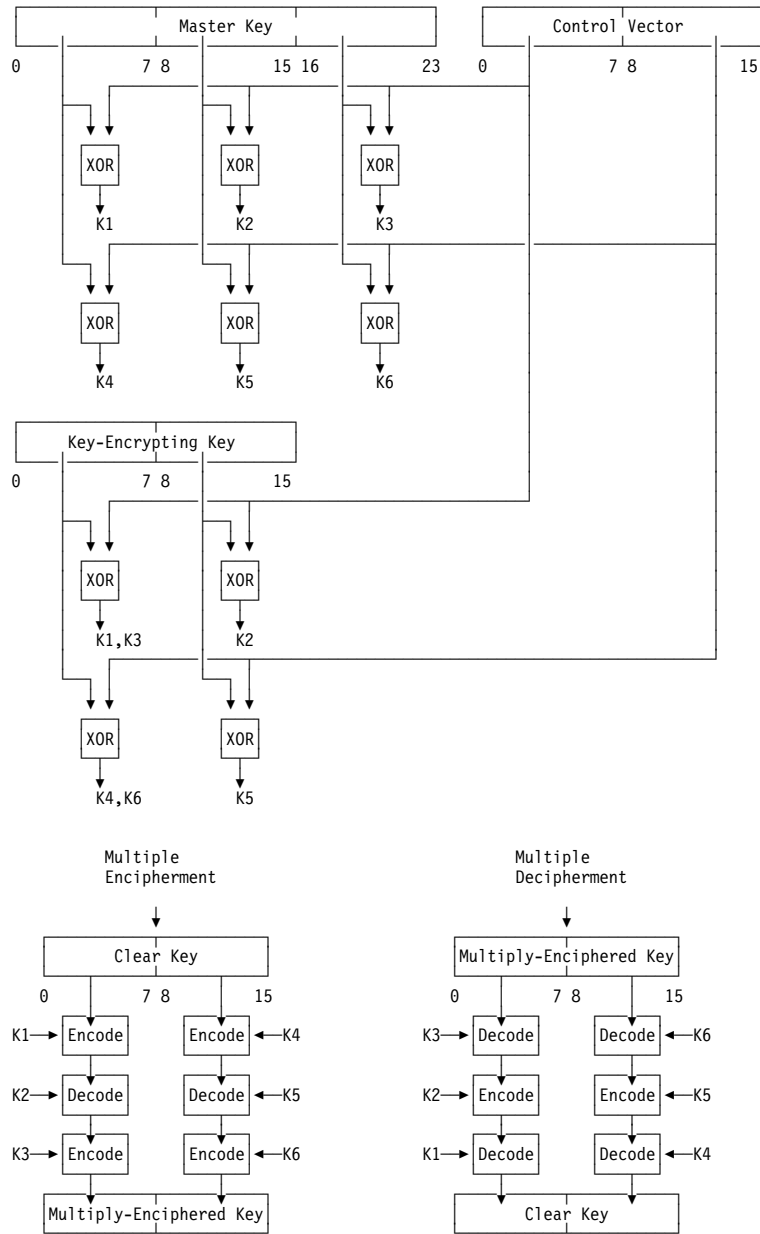 Master Key Control Vector
0 7 8 15 16 23 0 7 8 15
XOR XOR XOR
K1 K2 K3
XOR XOR XOR
K4 K5 K6
Key-Encrypting Key
0 7 8 15
XOR XOR
K1,K3 K2
XOR XOR
K4,K6 K5
Multiple Multiple
Encipherment Decipherment
Clear Key Multiply-Enciphered Key
0 7 8 15 0 7 8 15
K1 Encode Encode K4 K3 Decode Decode K6
K2 Decode Decode K5 K2 Encode Encode K5
K3 Encode Encode K6 K1 Decode Decode K4
Multiply-Enciphered Key Clear Key